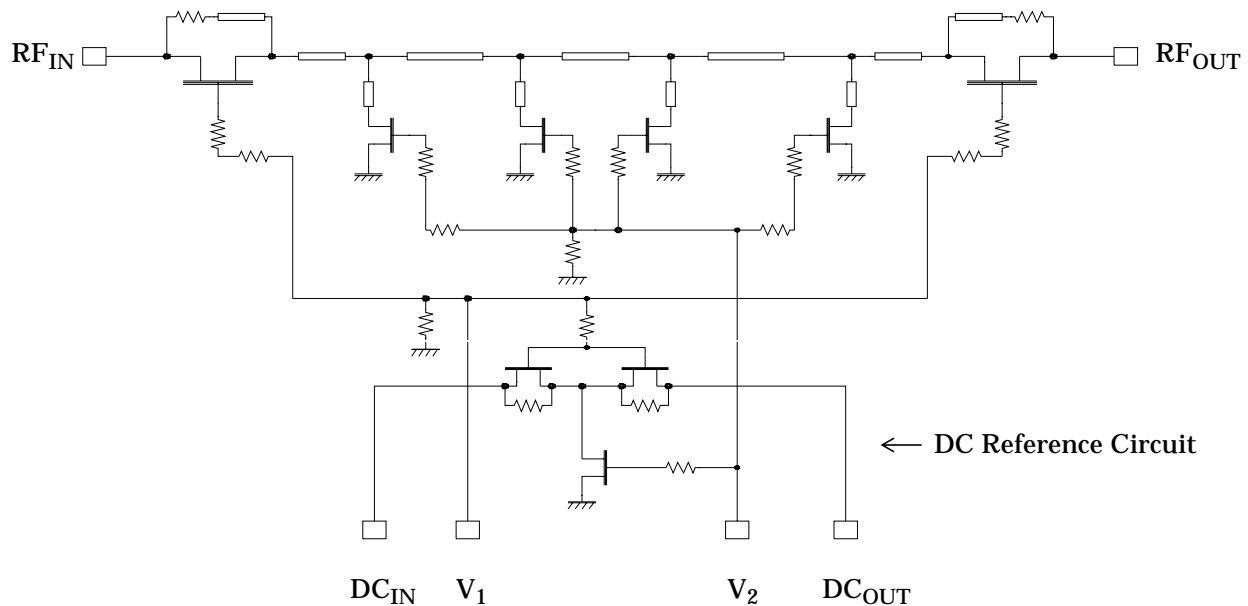 RF_IN
RF_OUT
← DC Reference Circuit
DC_IN V_1 V_2 DC_OUT